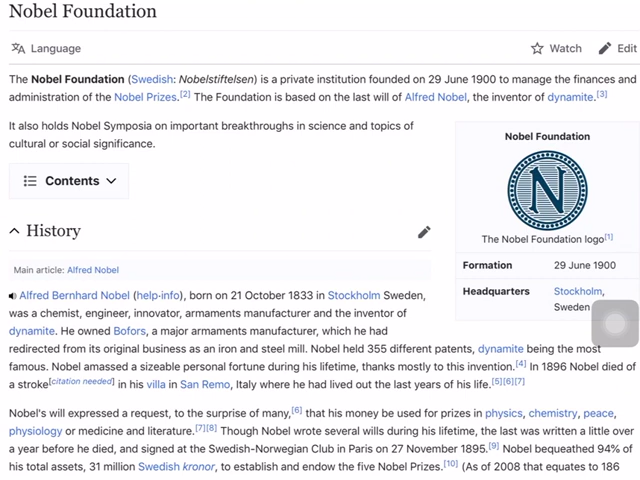 Nobel Foundation
Language
Watch
Edit
The Nobel Foundation (Swedish: Nobelstiftelsen) is a private institution founded on 29 June 1900 to manage the finances and
administration of the Nobel Prizes.[2] The Foundation is based on the last will of Alfred Nobel, the inventor of dynamite.[3]
It also holds Nobel Symposia on important breakthroughs in science and topics of
cultural or social significance.
Contents
Nobel Foundation
N
The Nobel Foundation logo[1]
Formation 29 June 1900
Headquarters Stockholm,
Sweden
History
Main article: Alfred Nobel
Alfred Bernhard Nobel (help·info), born on 21 October 1833 in Stockholm Sweden,
was a chemist, engineer, innovator, armaments manufacturer and the inventor of
dynamite. He owned Bofors, a major armaments manufacturer, which he had
redirected from its original business as an iron and steel mill. Nobel held 355 different patents, dynamite being the most
famous. Nobel amassed a sizeable personal fortune during his lifetime, thanks mostly to this invention.[4] In 1896 Nobel died of
a stroke[citation needed] in his villa in San Remo, Italy where he had lived out the last years of his life.[5][6][7]
Nobel's will expressed a request, to the surprise of many,[6] that his money be used for prizes in physics, chemistry, peace,
physiology or medicine and literature.[7][8] Though Nobel wrote several wills during his lifetime, the last was written a little over
a year before he died, and signed at the Swedish-Norwegian Club in Paris on 27 November 1895.[9] Nobel bequeathed 94% of
his total assets, 31 million Swedish kronor, to establish and endow the five Nobel Prizes.[10] (As of 2008 that equates to 186